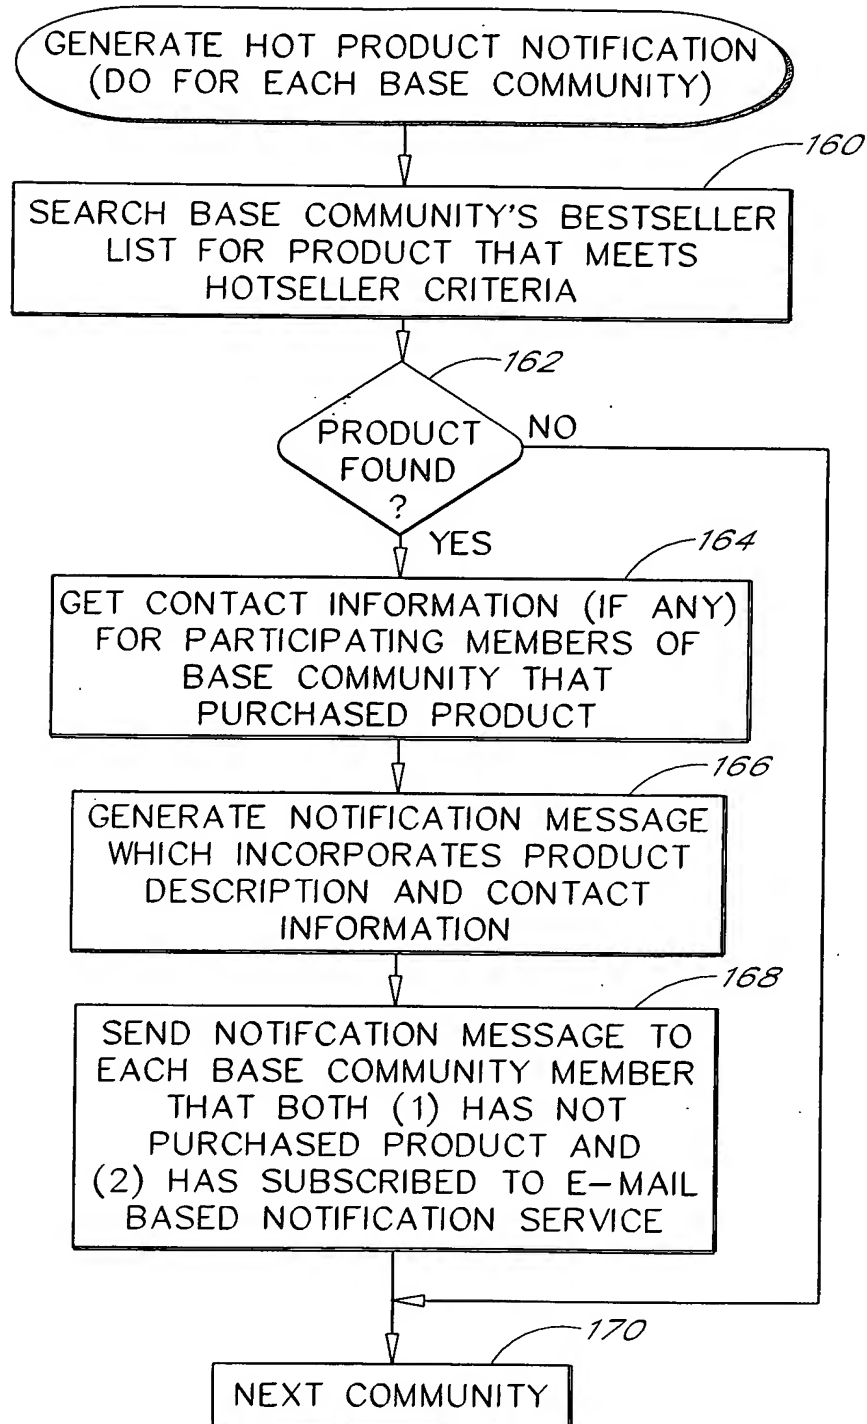 GENERATE HOT PRODUCT NOTIFICATION
(DO FOR EACH BASE COMMUNITY)
160
SEARCH BASE COMMUNITY'S BESTSELLER
LIST FOR PRODUCT THAT MEETS
HOTSELLER CRITERIA
162
PRODUCT
FOUND
?
NO
YES
164
GET CONTACT INFORMATION (IF ANY)
FOR PARTICIPATING MEMBERS OF
BASE COMMUNITY THAT
PURCHASED PRODUCT
166
GENERATE NOTIFICATION MESSAGE
WHICH INCORPORATES PRODUCT
DESCRIPTION AND CONTACT
INFORMATION
168
SEND NOTIFCATION MESSAGE TO
EACH BASE COMMUNITY MEMBER
THAT BOTH (1) HAS NOT
PURCHASED PRODUCT AND
(2) HAS SUBSCRIBED TO E-MAIL
BASED NOTIFICATION SERVICE
170
NEXT COMMUNITY